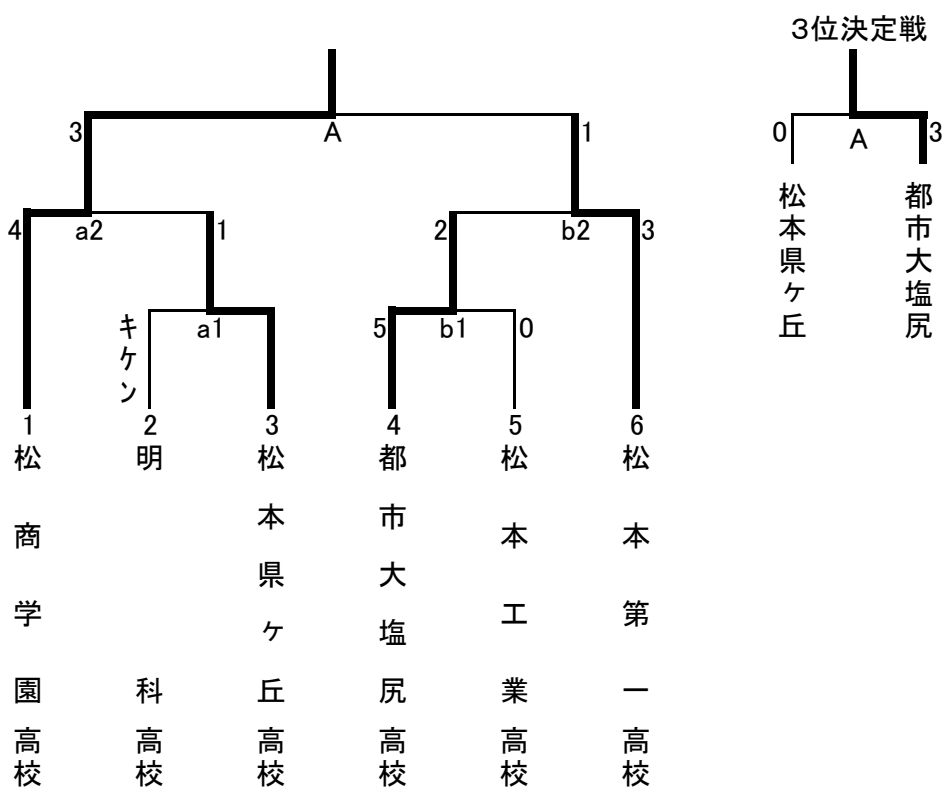 3位決定戦
3
A
1
0
A
3
松本県ケ丘
都市大塩尻
4
a2
1
2
b2
3
キケン
a1
5
b1
0
1
松商学園高校
2
明科高校
3
松本県ケ丘高校
4
都市大塩尻高校
5
松本工業高校
6
松本第一高校